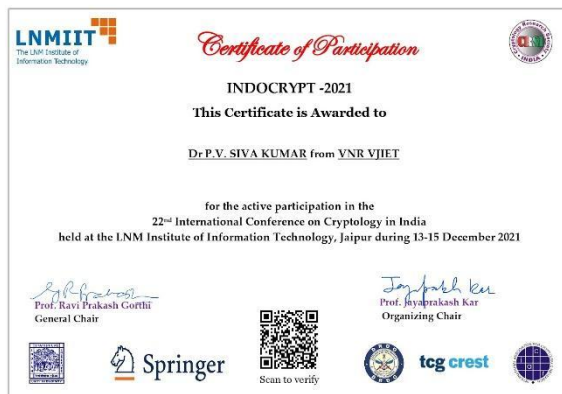 LNMIIT
The LNM Institute of
Information Technology
Certificate of Participation
INDOCRYPT -2021
This Certificate is Awarded to
Dr P.V. SIVA KUMAR from VNR VJIET
for the active participation in the
22nd International Conference on Cryptology in India
held at the LNM Institute of Information Technology, Jaipur during 13-15 December 2021
Prof. Ravi Prakash Gorthi
General Chair
Prof. Jayaprakash Kar
Organizing Chair
Springer
Scan to verify
DRDO
tcg crest
INDIA